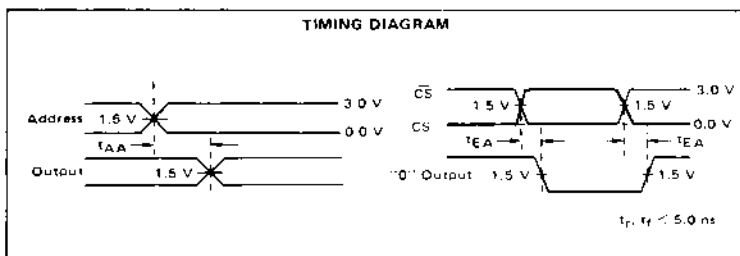 TIMING DIAGRAM
Address
1.5 V
3.0 V
0.0 V
tAA
Output
1.5 V
CS
1.5 V
1.5 V
3.0 V
CS
0.0 V
tEA
tEA
"0" Output
1.5 V
1.5 V
tr, tf < 5.0 ns